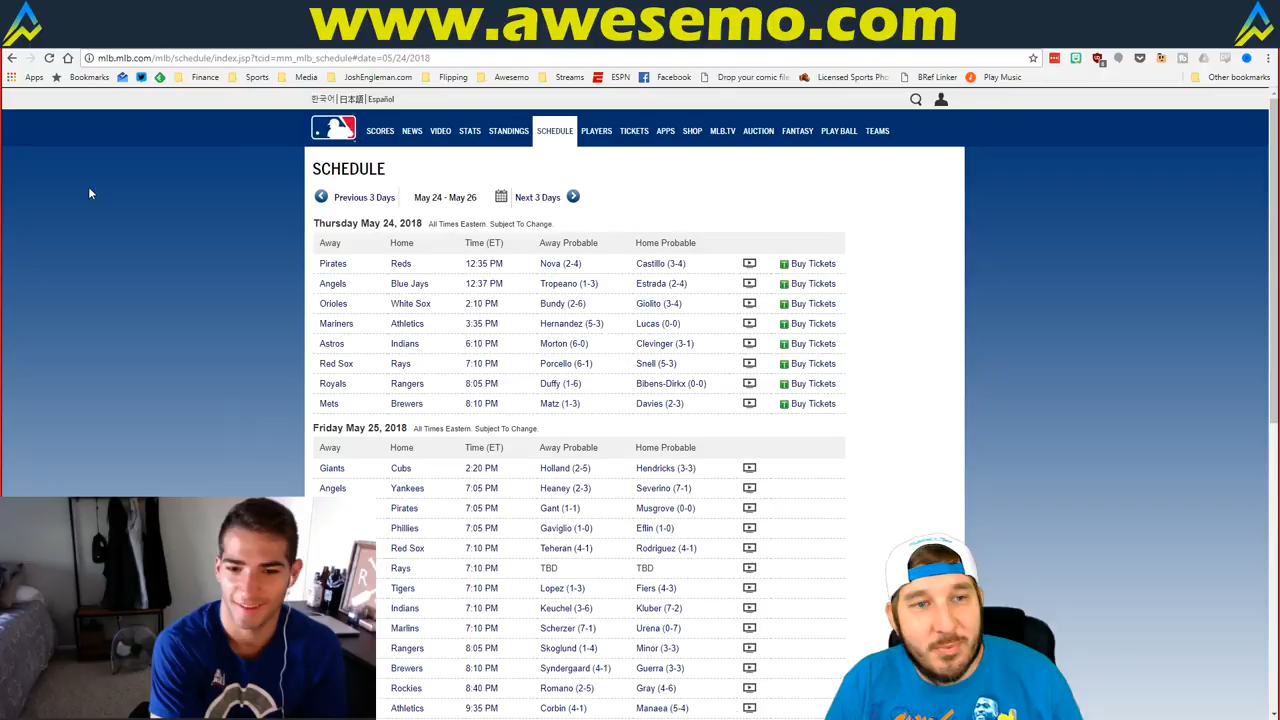 www.awesemo.com
mlb.mlb.com/mlb/schedule/index.jsp?tcid=mm_mlb_schedule#date=05/24/2018
Apps Bookmarks Finance Sports Media JoshEngleman.com Flipping Awesemo Streams ESPN Facebook Drop your comic file Licensed Sports Pho BRef Linker Play Music Other bookmarks
한국어 | 日本語 | Español
SCORES NEWS VIDEO STATS STANDINGS SCHEDULE PLAYERS TICKETS APPS SHOP MLB.TV AUCTION FANTASY PLAY BALL TEAMS
SCHEDULE
Previous 3 Days May 24 - May 26 Next 3 Days
Thursday May 24, 2018 All Times Eastern. Subject To Change.
Away Home Time (ET) Away Probable Home Probable
Pirates Reds 12:35 PM Nova (2-4) Castillo (3-4) Buy Tickets
Angels Blue Jays 12:37 PM Tropeano (1-3) Estrada (2-4) Buy Tickets
Orioles White Sox 2:10 PM Bundy (2-6) Giolito (3-4) Buy Tickets
Mariners Athletics 3:35 PM Hernandez (5-3) Lucas (0-0) Buy Tickets
Astros Indians 6:10 PM Morton (6-0) Clevinger (3-1) Buy Tickets
Red Sox Rays 7:10 PM Porcello (6-1) Snell (5-3) Buy Tickets
Royals Rangers 8:05 PM Duffy (1-6) Bibens-Dirkx (0-0) Buy Tickets
Mets Brewers 8:10 PM Matz (1-3) Davies (2-3) Buy Tickets
Friday May 25, 2018 All Times Eastern. Subject To Change.
Away Home Time (ET) Away Probable Home Probable
Giants Cubs 2:20 PM Holland (2-5) Hendricks (3-3)
Angels Yankees 7:05 PM Heaney (2-3) Severino (7-1)
Pirates 7:05 PM Gant (1-1) Musgrove (0-0)
Phillies 7:05 PM Gaviglio (1-0) Eflin (1-0)
Red Sox 7:10 PM Teheran (4-1) Rodriguez (4-1)
Rays 7:10 PM TBD TBD
Tigers 7:10 PM Lopez (1-3) Fiers (4-3)
Indians 7:10 PM Keuchel (3-6) Kluber (7-2)
Marlins 7:10 PM Scherzer (7-1) Urena (0-7)
Rangers 8:05 PM Skoglund (1-4) Minor (3-3)
Brewers 8:10 PM Syndergaard (4-1) Guerra (3-3)
Rockies 8:40 PM Romano (2-5) Gray (4-6)
Athletics 9:35 PM Corbin (4-1) Manaea (5-4)